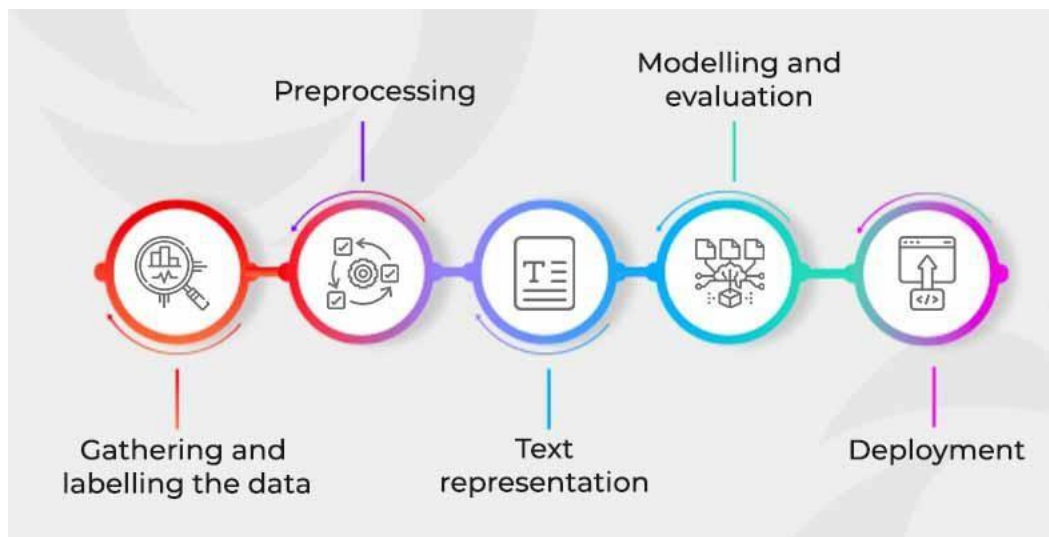 Gathering and
labelling the data
Preprocessing
Text
representation
Modelling and
evaluation
Deployment